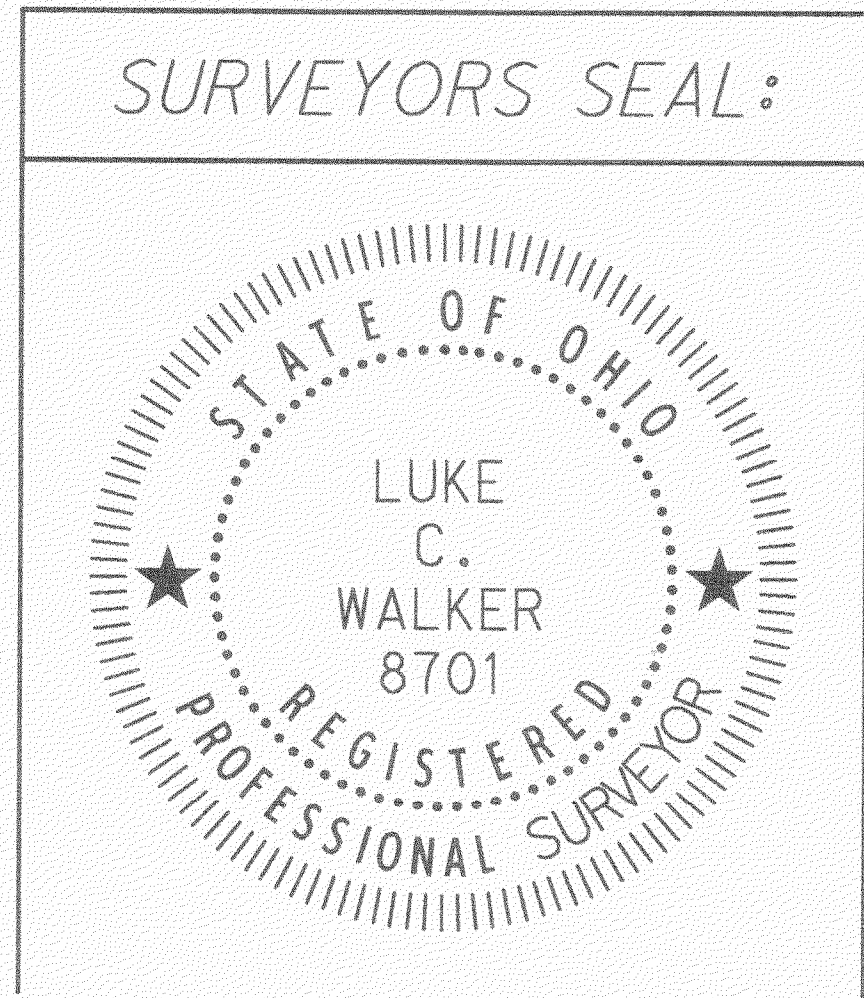 SURVEYORS SEAL:
STATE OF OHIO
LUKE
C.
WALKER
8701
REGISTERED
PROFESSIONAL SURVEYOR